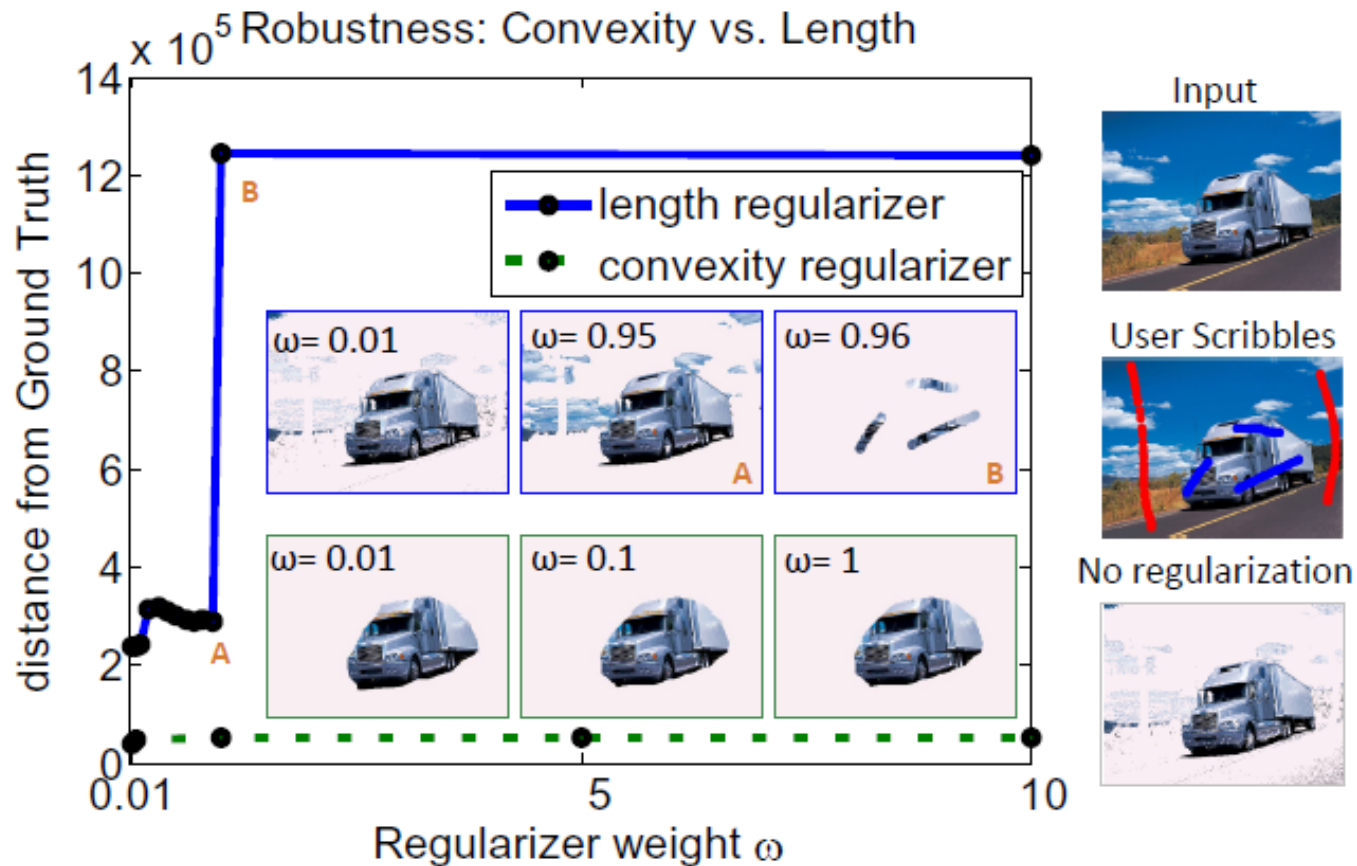 x 10^5 Robustness: Convexity vs. Length
14
12
10
8
6
4
2
0
distance from Ground Truth
0.01 5 10
Regularizer weight ω
length regularizer
convexity regularizer
B
A
ω= 0.01 ω= 0.95 ω= 0.96
A B
ω= 0.01 ω= 0.1 ω= 1
Input
User Scribbles
No regularization